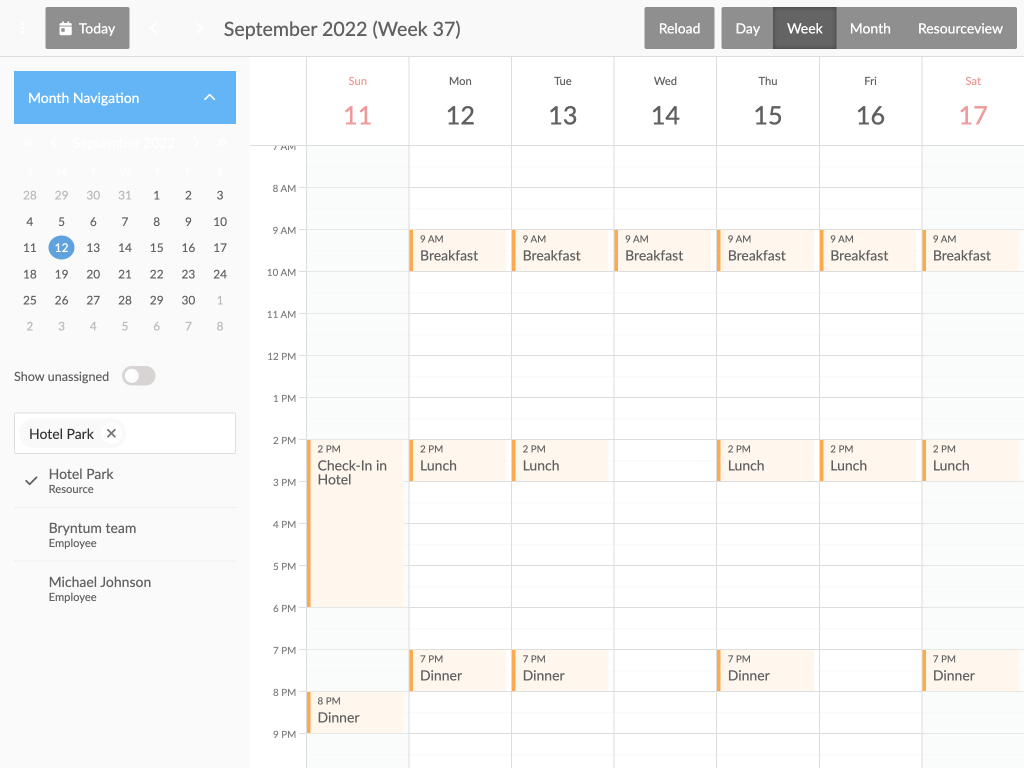 Today
September 2022 (Week 37)
Reload
Day
Week
Month
Resourceview
Month Navigation
September 2022
28 29 30 31 1 2 3
4 5 6 7 8 9 10
11 12 13 14 15 16 17
18 19 20 21 22 23 24
25 26 27 28 29 30 1
2 3 4 5 6 7 8
Show unassigned
Hotel Park
Hotel Park
Resource
Bryntum team
Employee
Michael Johnson
Employee
Sun Mon Tue Wed Thu Fri Sat
11 12 13 14 15 16 17
7 AM
8 AM
9 AM
10 AM
11 AM
12 PM
1 PM
2 PM
3 PM
4 PM
5 PM
6 PM
7 PM
8 PM
9 PM
2 PM
Check-In in
Hotel
8 PM
Dinner
9 AM
Breakfast
2 PM
Lunch
7 PM
Dinner
9 AM
Breakfast
2 PM
Lunch
7 PM
Dinner
9 AM
Breakfast
9 AM
Breakfast
2 PM
Lunch
7 PM
Dinner
9 AM
Breakfast
2 PM
Lunch
9 AM
Breakfast
2 PM
Lunch
7 PM
Dinner